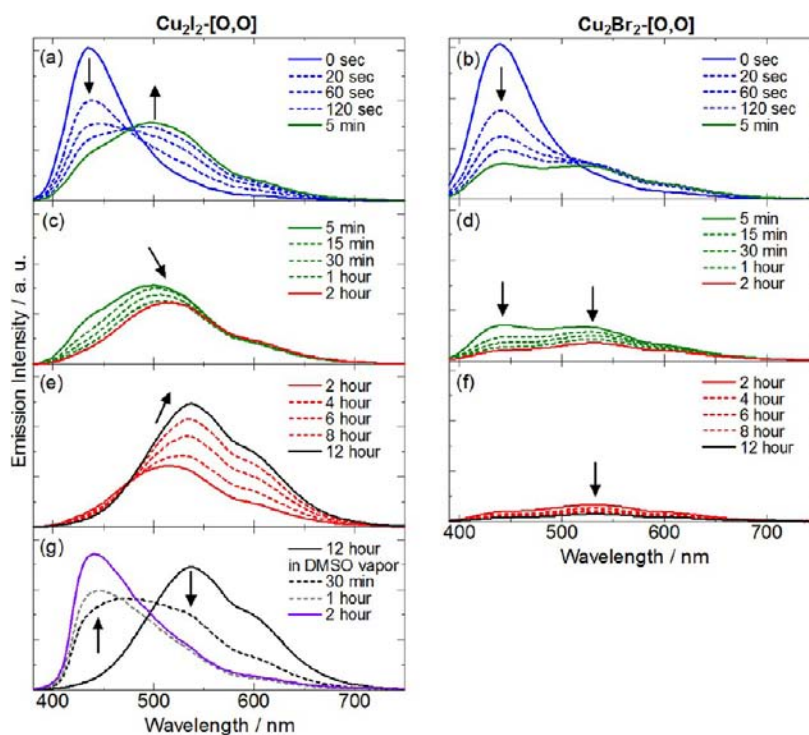 Cu₂I₂-[O,O]
Cu₂Br₂-[O,O]
(a)
0 sec
20 sec
60 sec
120 sec
5 min
(b)
0 sec
20 sec
60 sec
120 sec
5 min
(c)
5 min
15 min
30 min
1 hour
2 hour
(d)
5 min
15 min
30 min
1 hour
2 hour
(e)
2 hour
4 hour
6 hour
8 hour
12 hour
(f)
2 hour
4 hour
6 hour
8 hour
12 hour
400 500 600 700
Wavelength / nm
(g)
12 hour
in DMSO vapor
30 min
1 hour
2 hour
400 500 600 700
Wavelength / nm
Emission Intensity / a. u.